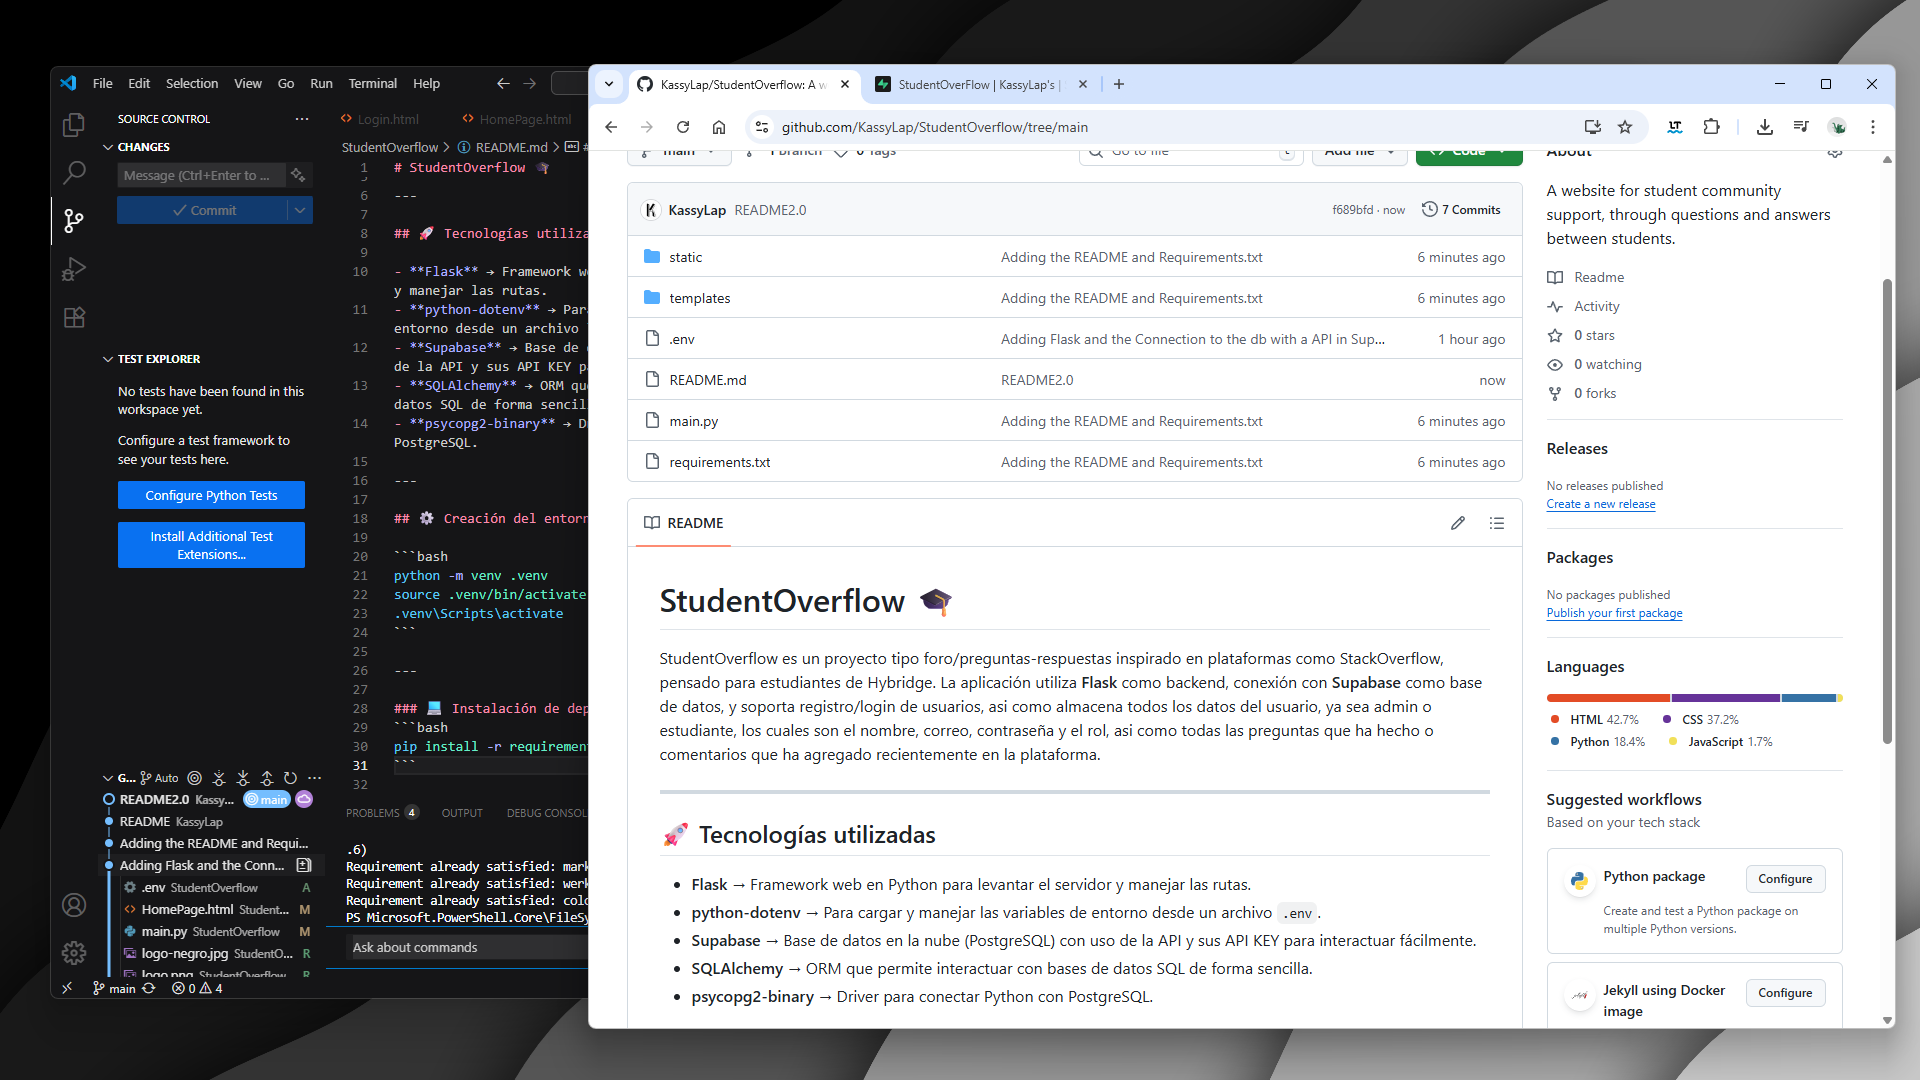 File Edit Selection View Go Run Terminal Help
SOURCE CONTROL
CHANGES
Message (Ctrl+Enter to ...
Commit
TEST EXPLORER
No tests have been found in this
workspace yet.
Configure a test framework to
see your tests here.
Configure Python Tests
Install Additional Test
Extensions...
G... Auto
README2.0 Kassy... main
README KassyLap
Adding the README and Requi...
Adding Flask and the Conn...
.env StudentOverflow A
HomePage.html Student... M
main.py StudentOverflow M
logo-negro.jpg StudentO... R
logo.png StudentOverflow R
main 0 4
Login.html HomePage.html
StudentOverflow > README.md >
1 # StudentOverflow 🎓
6 ---
7
8 ## 🚀 Tecnologías utiliza
9
10 - **Flask** → Framework w
y manejar las rutas.
11 - **python-dotenv** → Par
entorno desde un archivo
12 - **Supabase** → Base de
de la API y sus API KEY p
13 - **SQLAlchemy** → ORM qu
datos SQL de forma sencil
14 - **psycopg2-binary** → D
PostgreSQL.
15
16 ---
17
18 ## ⚙️ Creación del entor
19
20 ```bash
21 python -m venv .venv
22 source .venv/bin/activate
23 .venv\Scripts\activate
24 ```
25
26 ---
27
28 ### 💻 Instalación de dep
29 ```bash
30 pip install -r requirement
31 ```
32
PROBLEMS 4 OUTPUT DEBUG CONSOL
.6)
Requirement already satisfied: mark
Requirement already satisfied: werk
Requirement already satisfied: colo
PS Microsoft.PowerShell.Core\FileSy
Ask about commands
KassyLap/StudentOverflow: A w
StudentOverFlow | KassyLap's |
github.com/KassyLap/StudentOverflow/tree/main
main 1 Branch 0 Tags Go to file Add file Code
KassyLap README2.0 f689bfd · now 7 Commits
static Adding the README and Requirements.txt 6 minutes ago
templates Adding the README and Requirements.txt 6 minutes ago
.env Adding Flask and the Connection to the db with a API in Sup... 1 hour ago
README.md README2.0 now
main.py Adding the README and Requirements.txt 6 minutes ago
requirements.txt Adding the README and Requirements.txt 6 minutes ago
README
StudentOverflow 🎓
StudentOverflow es un proyecto tipo foro/preguntas-respuestas inspirado en plataformas como StackOverflow,
pensado para estudiantes de Hybridge. La aplicación utiliza Flask como backend, conexión con Supabase como base
de datos, y soporta registro/login de usuarios, asi como almacena todos los datos del usuario, ya sea admin o
estudiante, los cuales son el nombre, correo, contraseña y el rol, asi como todas las preguntas que ha hecho o
comentarios que ha agregado recientemente en la plataforma.
🚀 Tecnologías utilizadas
• Flask → Framework web en Python para levantar el servidor y manejar las rutas.
• python-dotenv → Para cargar y manejar las variables de entorno desde un archivo .env.
• Supabase → Base de datos en la nube (PostgreSQL) con uso de la API y sus API KEY para interactuar fácilmente.
• SQLAlchemy → ORM que permite interactuar con bases de datos SQL de forma sencilla.
• psycopg2-binary → Driver para conectar Python con PostgreSQL.
About
A website for student community
support, through questions and answers
between students.
Readme
Activity
0 stars
0 watching
0 forks
Releases
No releases published
Create a new release
Packages
No packages published
Publish your first package
Languages
HTML 42.7% CSS 37.2%
Python 18.4% JavaScript 1.7%
Suggested workflows
Based on your tech stack
Python package Configure
Create and test a Python package on
multiple Python versions.
Jekyll using Docker
image
Configure